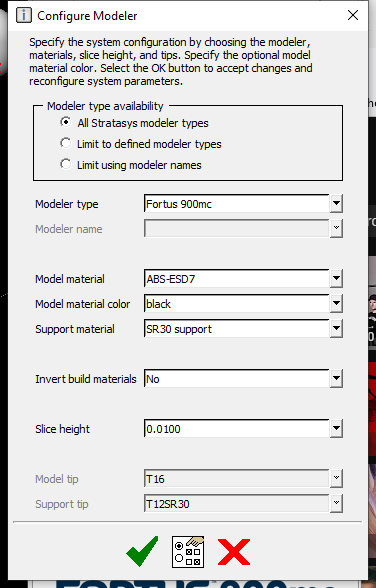 Configure Modeler
Specify the system configuration by choosing the modeler,
materials, slice height, and tips. Specify the optional model
material color. Select the OK button to accept changes and
reconfigure system parameters.
Modeler type availability
All Stratasys modeler types
Limit to defined modeler types
Limit using modeler names
Modeler type Fortus 900mc
Modeler name
Model material ABS-ESD7
Model material color black
Support material SR30 support
Invert build materials No
Slice height 0.0100
Model tip T16
Support tip T12SR30